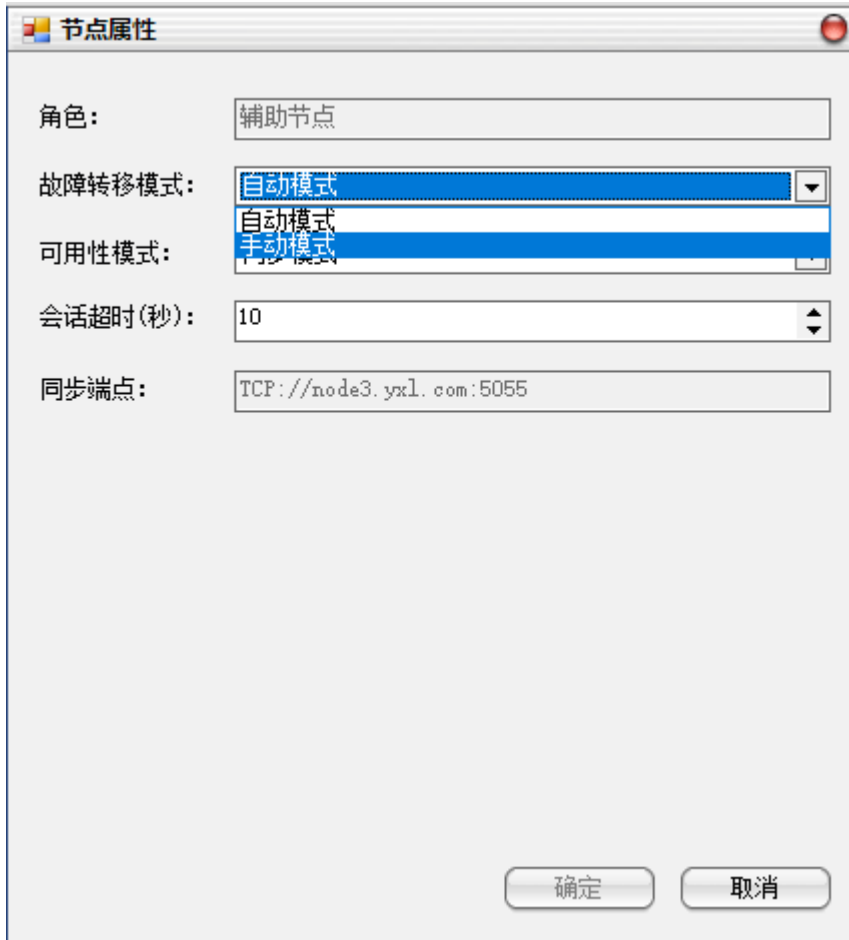 节点属性
角色： 辅助节点
故障转移模式： 自动模式
自动模式
手动模式
可用性模式：
会话超时(秒)： 10
同步端点： TCP://node3.yxl.com:5055
确定 取消